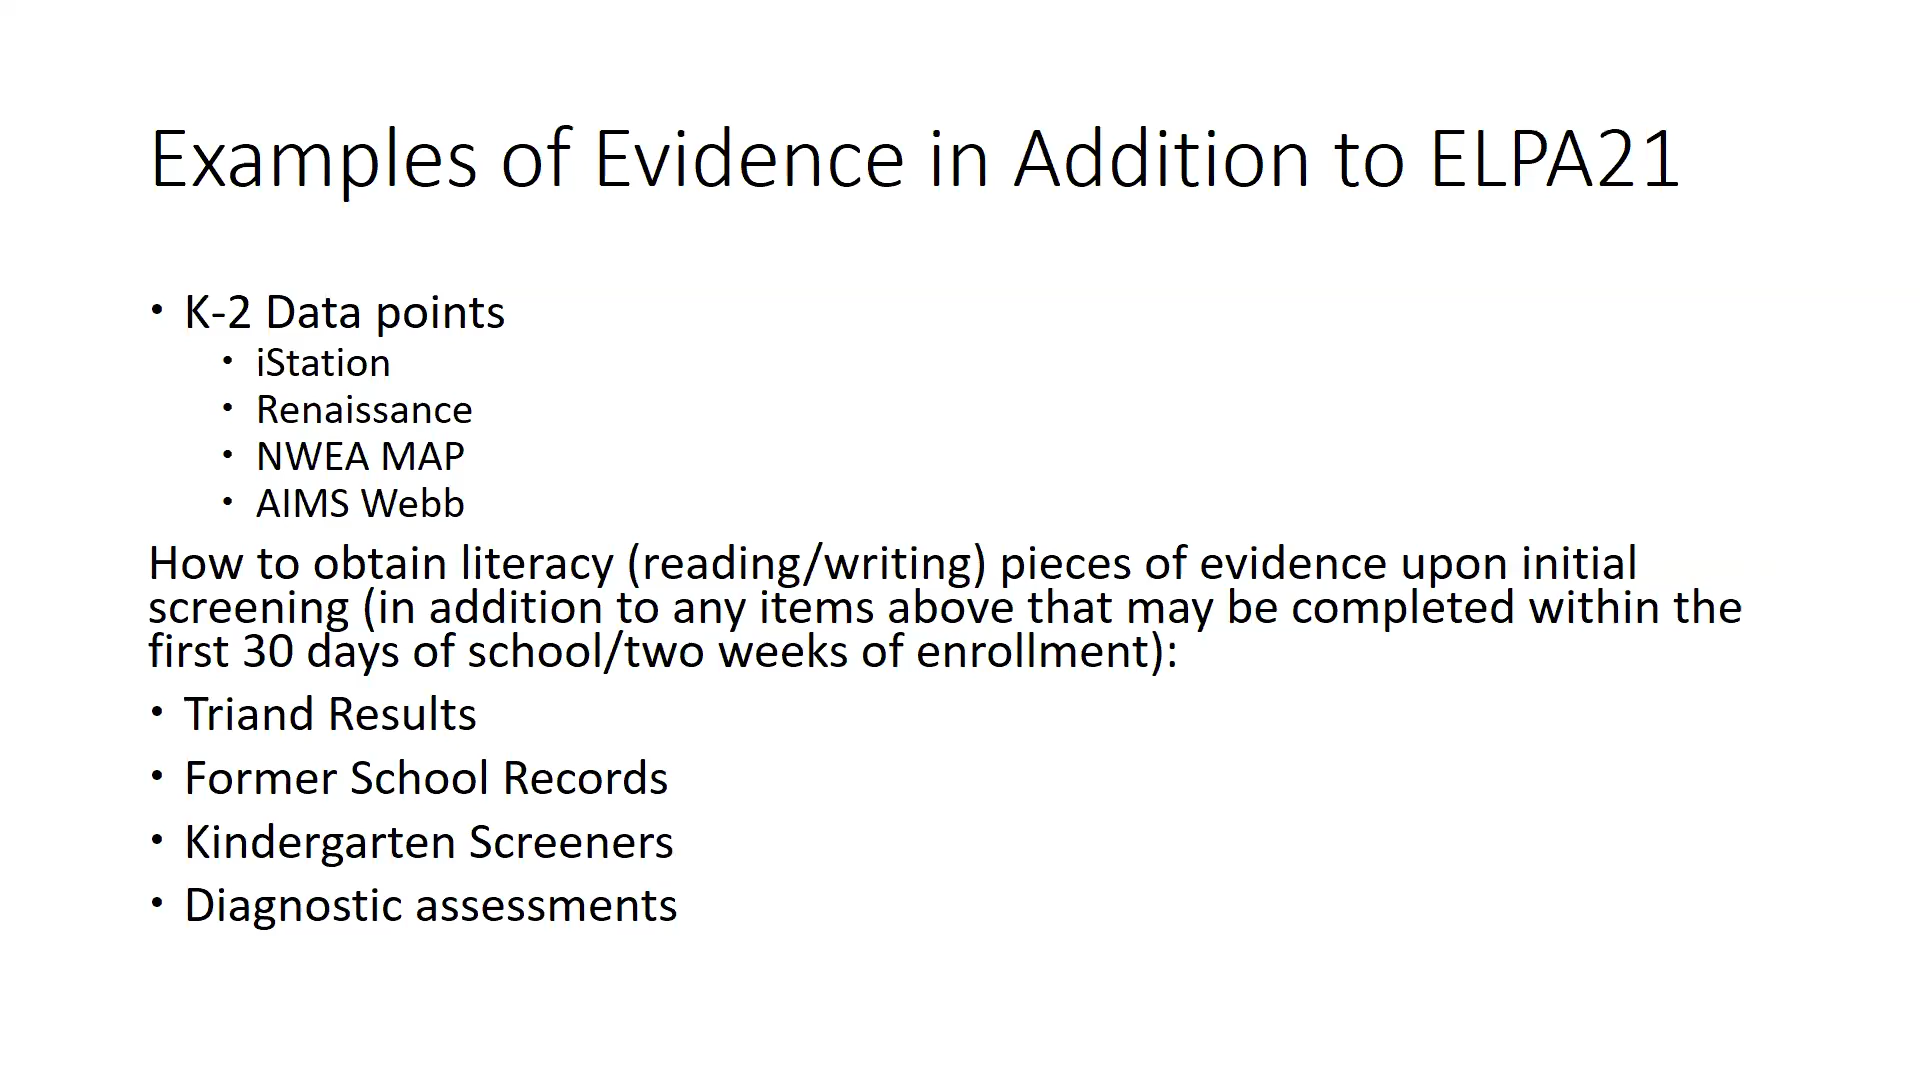 Examples of Evidence in Addition to ELPA21
• K-2 Data points
• iStation
• Renaissance
• NWEA MAP
• AIMS Webb
How to obtain literacy (reading/writing) pieces of evidence upon initial
screening (in addition to any items above that may be completed within the
first 30 days of school/two weeks of enrollment):
• Triand Results
• Former School Records
• Kindergarten Screeners
• Diagnostic assessments